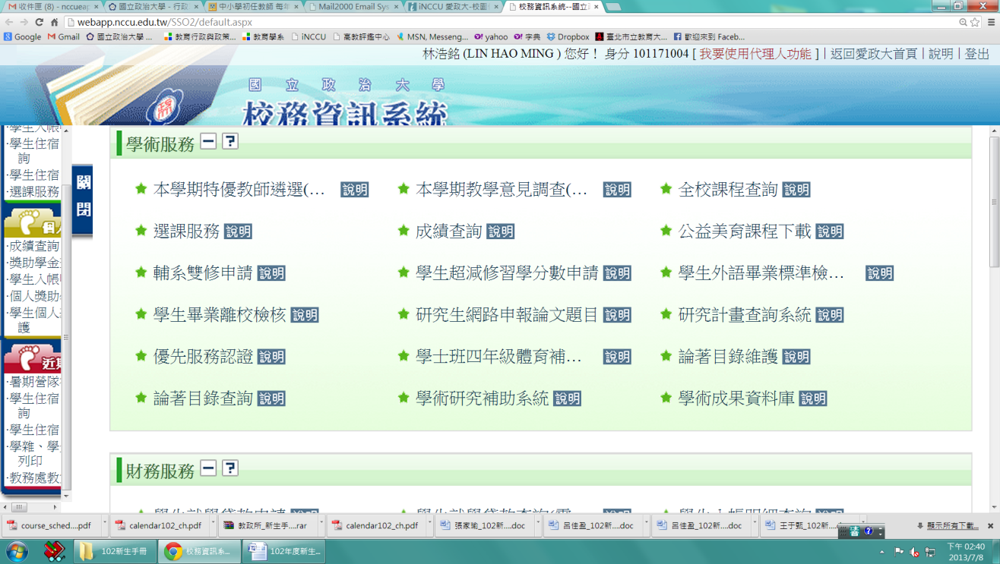 收件匣 (8) - nccueap
國立政治大學 - 行政
中小學初任教師 每年
Mail2000 Email Sys
iNCCU 愛政大-校園
校務資訊系統--國立
webapp.nccu.edu.tw/SSO2/default.aspx
Google Gmail 國立政治大學 ... 教育行政與政策... 教育學系 iNCCU 高教評鑑中心 MSN, Messeng... yahoo 字典 Dropbox 臺北市立教育大... 歡迎來到 Faceb...
林浩銘 (LIN HAO MING ) 您好！ 身分 101171004 [ 我要使用代理人功能 ] | 返回愛政大首頁 | 說明 | 登出
國立政治大學
校務資訊系統
·學生入帳
·學生住宿
詢
·學生住宿
·選課服務
個人
·成績查詢
·獎助學金
·學生入帳
·個人獎助
·學生個人
護
近
·暑期營隊
·學生住宿
詢
·學生住宿
·學雜、學
列印
·教務處教
關閉
學術服務 − ?
本學期特優教師遴選(... 說明 本學期教學意見調查(... 說明 全校課程查詢 說明
選課服務 說明 成績查詢 說明 公益美育課程下載 說明
輔系雙修申請 說明 學生超減修習學分數申請 說明 學生外語畢業標準檢... 說明
學生畢業離校檢核 說明 研究生網路申報論文題目 說明 研究計畫查詢系統 說明
優先服務認證 說明 學士班四年級體育補... 說明 論著目錄維護 說明
論著目錄查詢 說明 學術研究補助系統 說明 學術成果資料庫 說明
財務服務 − ?
course_sched....pdf calendar102_ch.pdf 教政所_新生手....rar calendar102_ch.pdf 張家瑜_102新....doc 呂佳盈_102新....doc 呂佳盈_102新....doc 王于甄_102新.... 顯示所有下載...
102新生手冊 校務資訊系... 102年度新生...
下午 02:40
2013/7/8